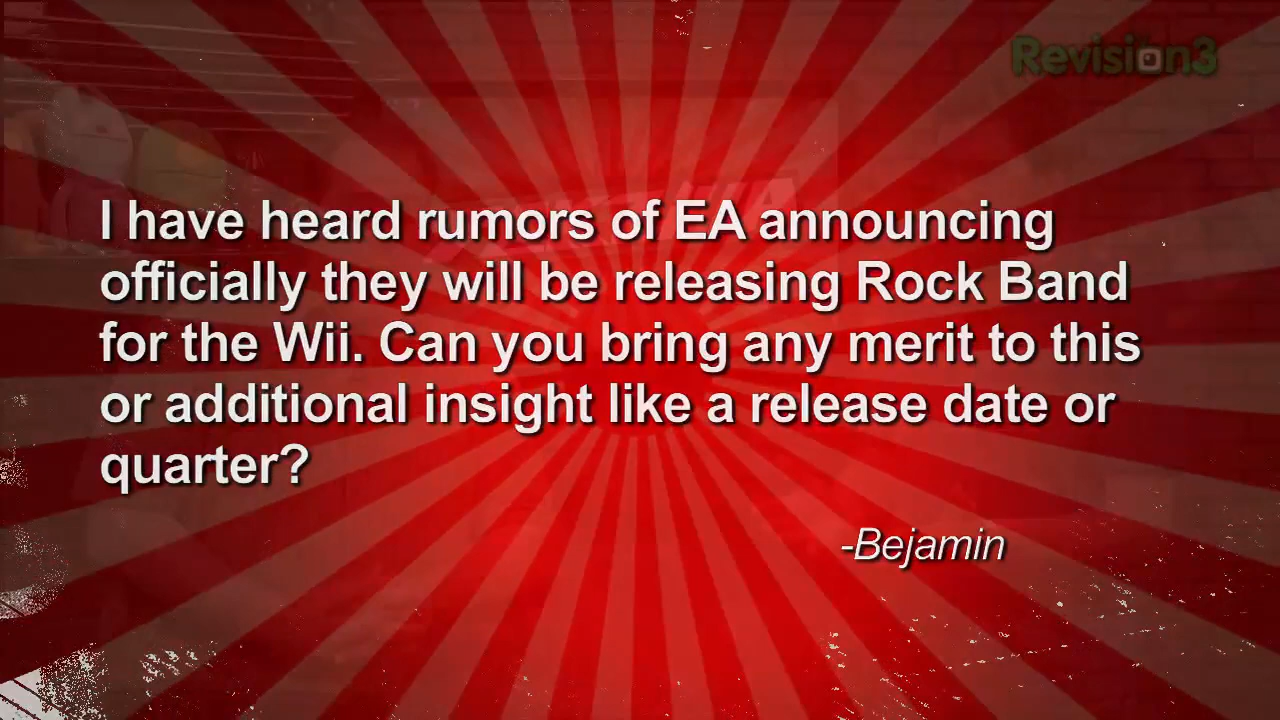 Revision3
I have heard rumors of EA announcing
officially they will be releasing Rock Band
for the Wii. Can you bring any merit to this
or additional insight like a release date or
quarter?
-Bejamin